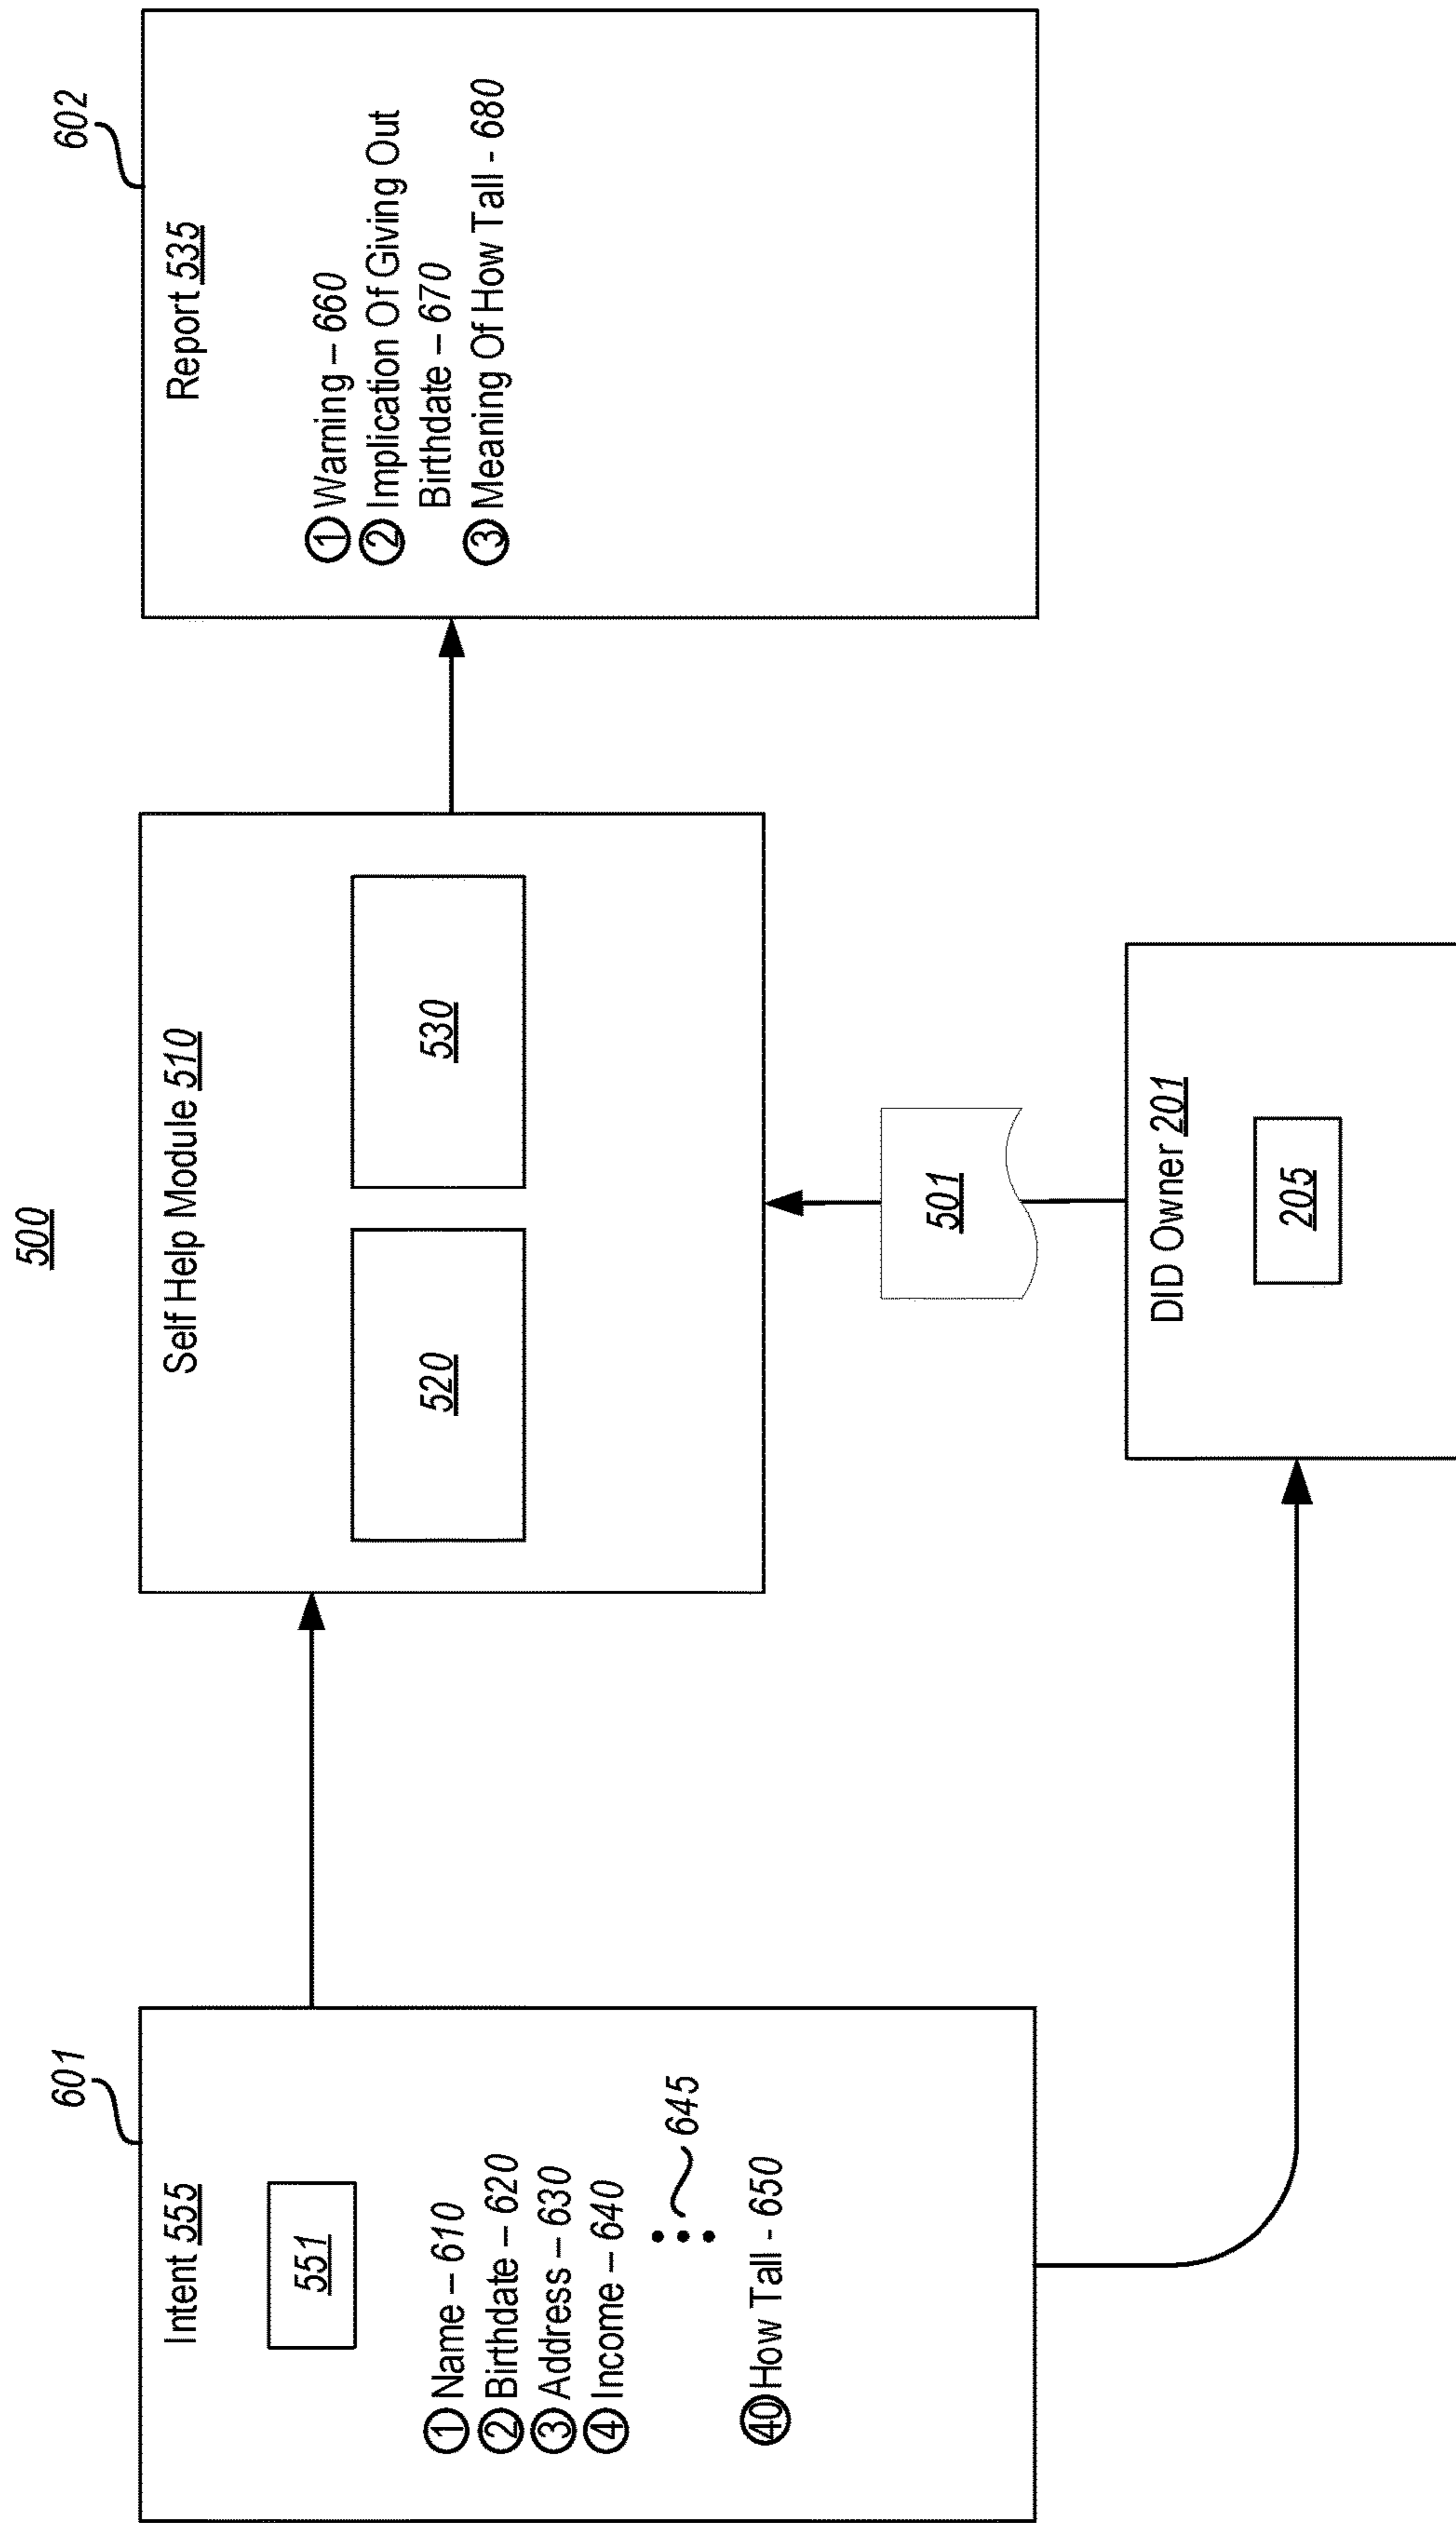 500
601
Intent 555
551
① Name – 610
② Birthdate – 620
③ Address – 630
④ Income – 640
645
㊵ How Tall - 650
Self Help Module 510
520
530
501
DID Owner 201
205
602
Report 535
① Warning – 660
② Implication Of Giving Out
Birthdate – 670
③ Meaning Of How Tall - 680